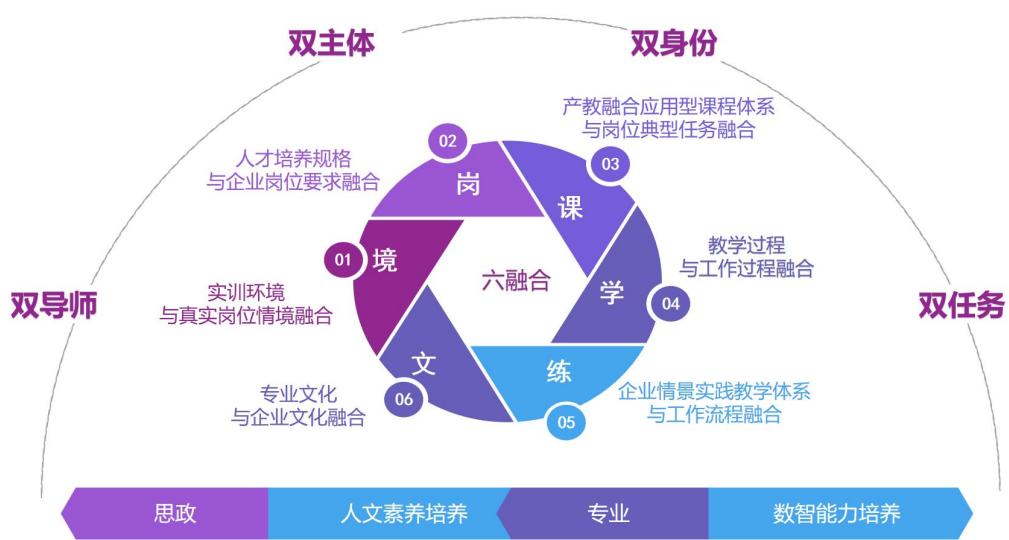 双主体
双身份
双导师
双任务
01
境
实训环境
与真实岗位情境融合
02
岗
人才培养规格
与企业岗位要求融合
03
课
产教融合应用型课程体系
与岗位典型任务融合
04
学
教学过程
与工作过程融合
05
练
企业情景实践教学体系
与工作流程融合
06
文
专业文化
与企业文化融合
六融合
思政
人文素养培养
专业
数智能力培养